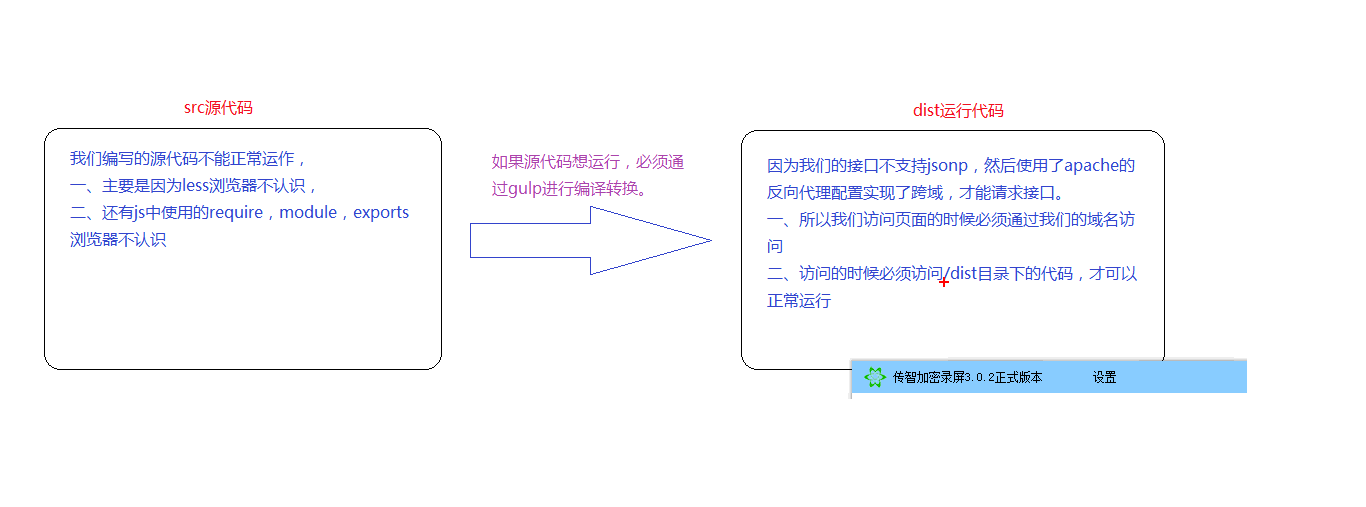 src源代码
我们编写的源代码不能正常运作，
一、主要是因为less浏览器不认识，
二、还有js中使用的require，module，exports
浏览器不认识
如果源代码想运行，必须通
过gulp进行编译转换。
dist运行代码
因为我们的接口不支持jsonp，然后使用了apache的
反向代理配置实现了跨域，才能请求接口。
一、所以我们访问页面的时候必须通过我们的域名访
问
二、访问的时候必须访问/dist目录下的代码，才可以
正常运行
传智加密录屏3.0.2正式版本 设置